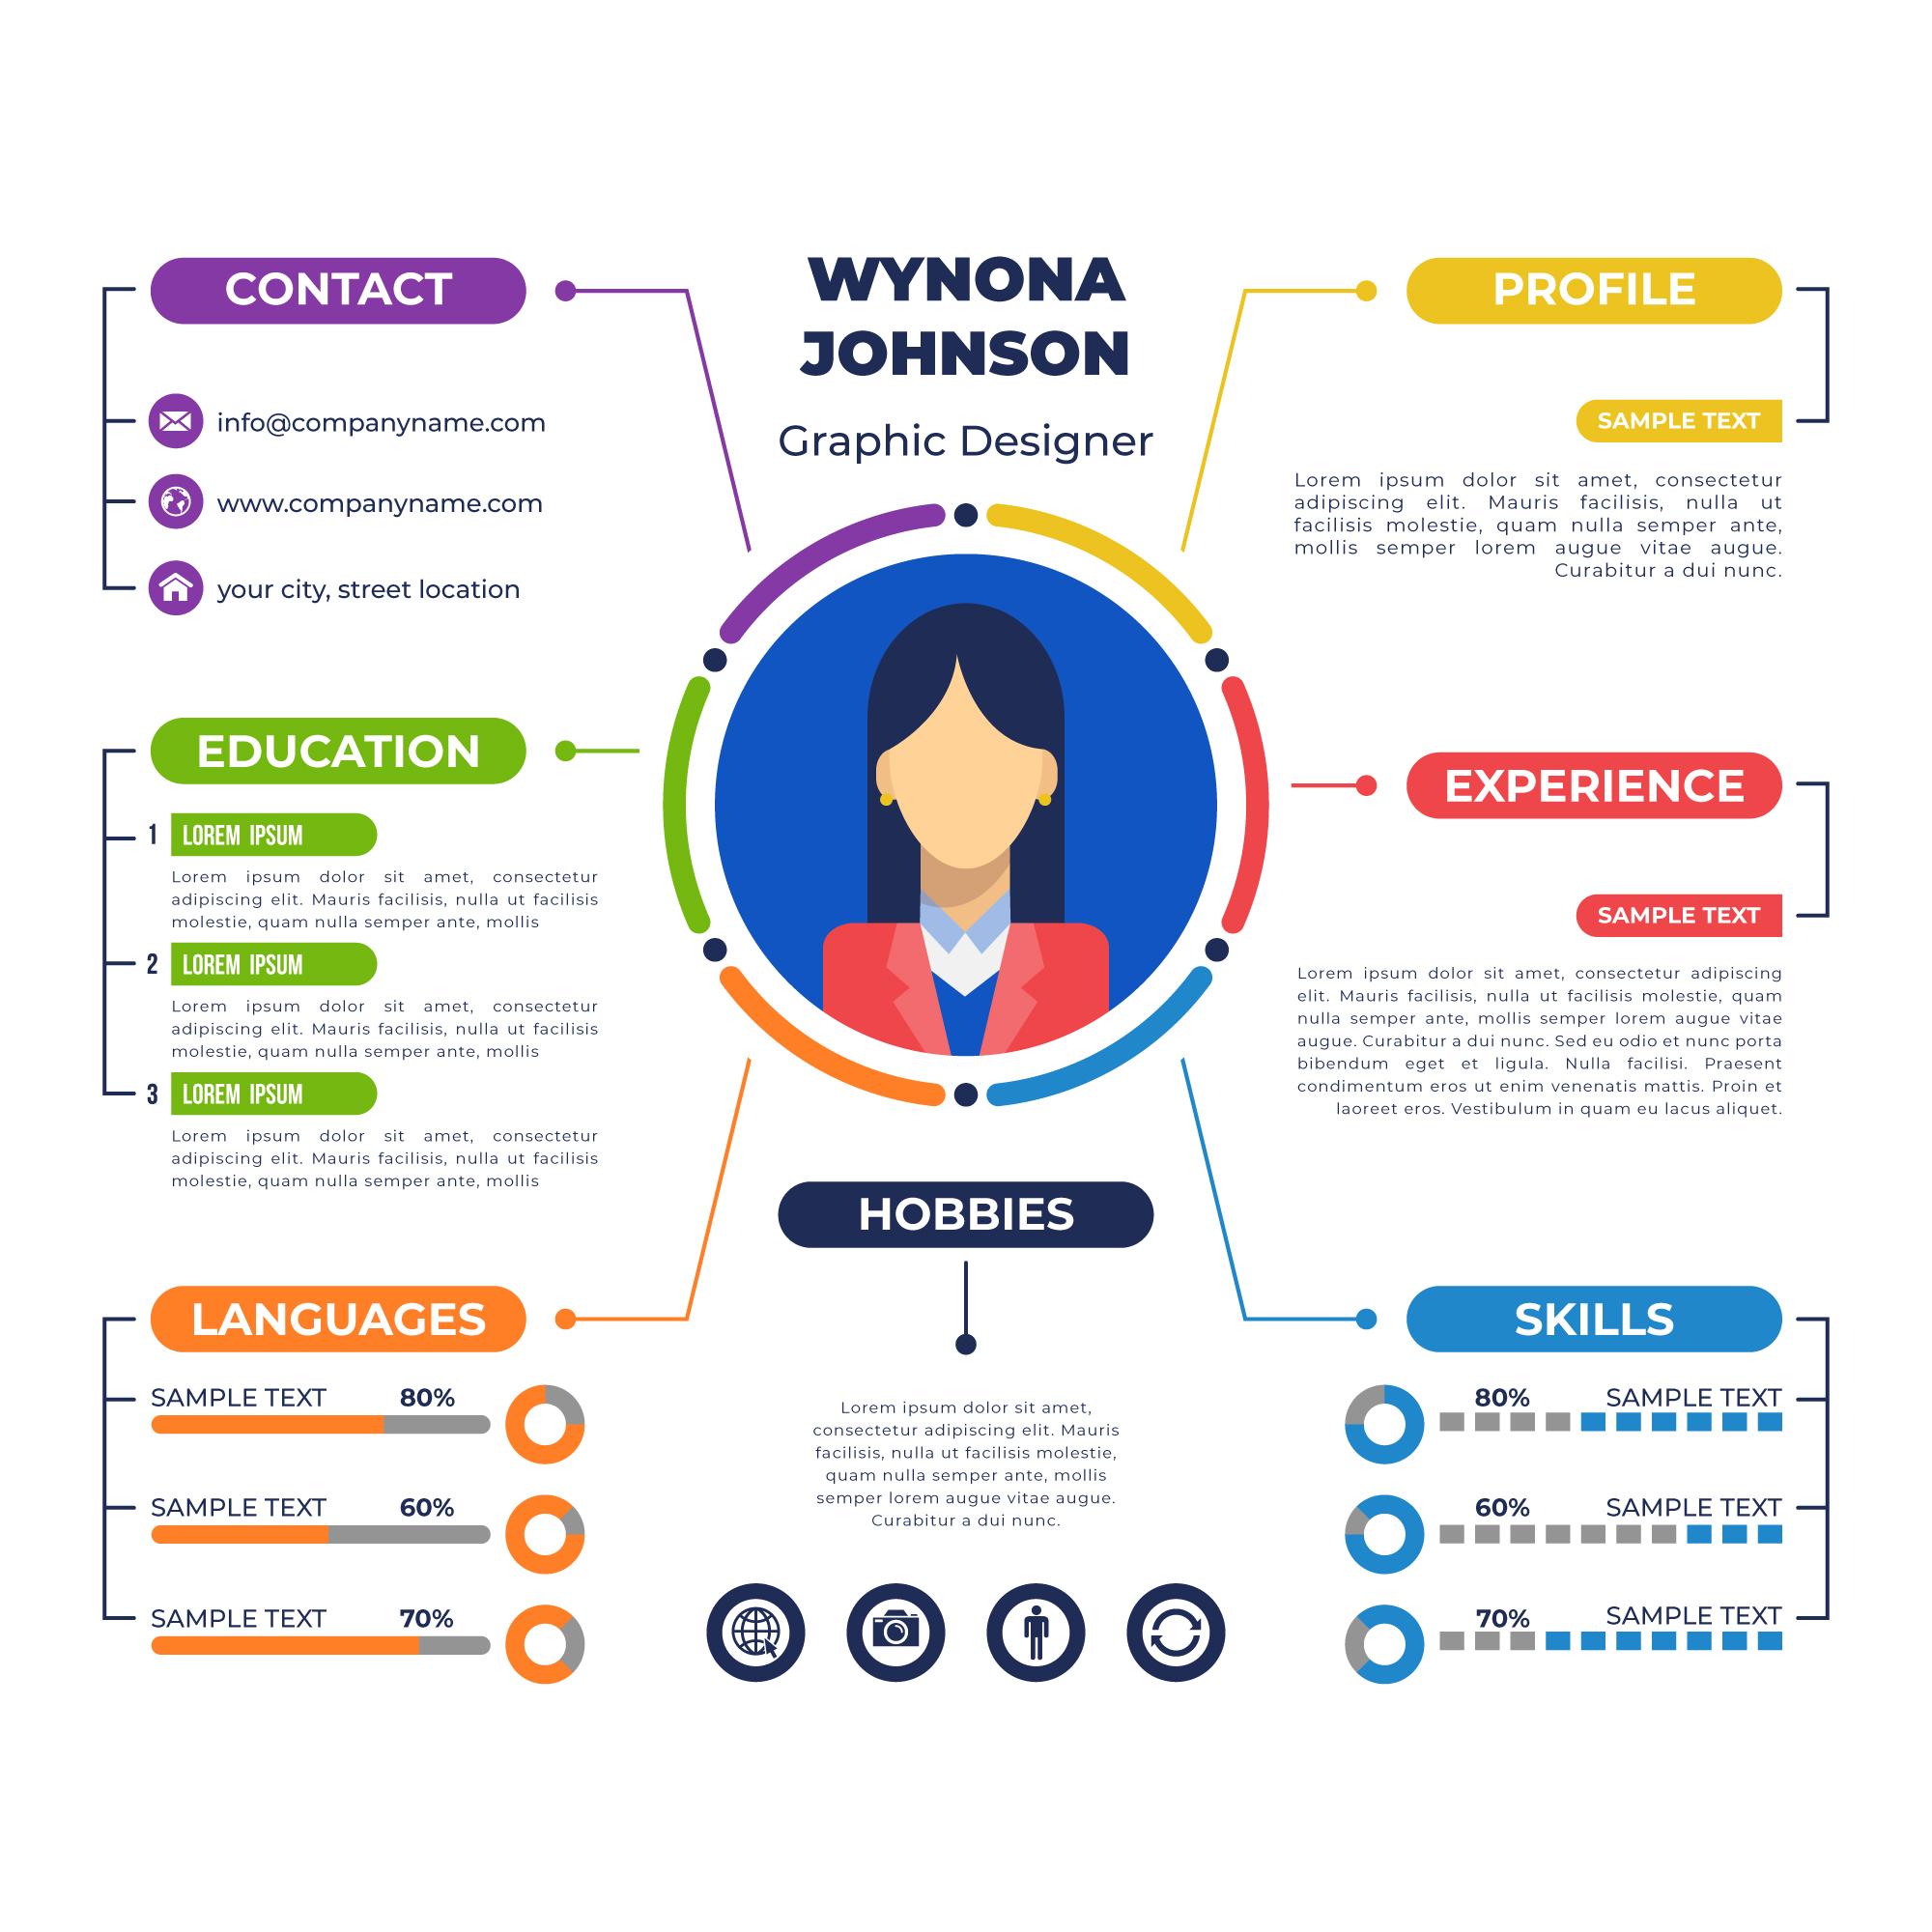 WYNONA
JOHNSON
Graphic Designer
CONTACT
info@companyname.com
www.companyname.com
your city, street location
EDUCATION
1 LOREM IPSUM
Lorem ipsum dolor sit amet, consectetur
adipiscing elit. Mauris facilisis, nulla ut facilisis
molestie, quam nulla semper ante, mollis
2 LOREM IPSUM
Lorem ipsum dolor sit amet, consectetur
adipiscing elit. Mauris facilisis, nulla ut facilisis
molestie, quam nulla semper ante, mollis
3 LOREM IPSUM
Lorem ipsum dolor sit amet, consectetur
adipiscing elit. Mauris facilisis, nulla ut facilisis
molestie, quam nulla semper ante, mollis
LANGUAGES
SAMPLE TEXT 80%
SAMPLE TEXT 60%
SAMPLE TEXT 70%
HOBBIES
Lorem ipsum dolor sit amet,
consectetur adipiscing elit. Mauris
facilisis, nulla ut facilisis molestie,
quam nulla semper ante, mollis
semper lorem augue vitae augue.
Curabitur a dui nunc.
PROFILE
SAMPLE TEXT
Lorem ipsum dolor sit amet, consectetur
adipiscing elit. Mauris facilisis, nulla ut
facilisis molestie, quam nulla semper ante,
mollis semper lorem augue vitae augue.
Curabitur a dui nunc.
EXPERIENCE
SAMPLE TEXT
Lorem ipsum dolor sit amet, consectetur adipiscing
elit. Mauris facilisis, nulla ut facilisis molestie, quam
nulla semper ante, mollis semper lorem augue vitae
augue. Curabitur a dui nunc. Sed eu odio et nunc porta
bibendum eget et ligula. Nulla facilisi. Praesent
condimentum eros ut enim venenatis mattis. Proin et
laoreet eros. Vestibulum in quam eu lacus aliquet.
SKILLS
80% SAMPLE TEXT
60% SAMPLE TEXT
70% SAMPLE TEXT